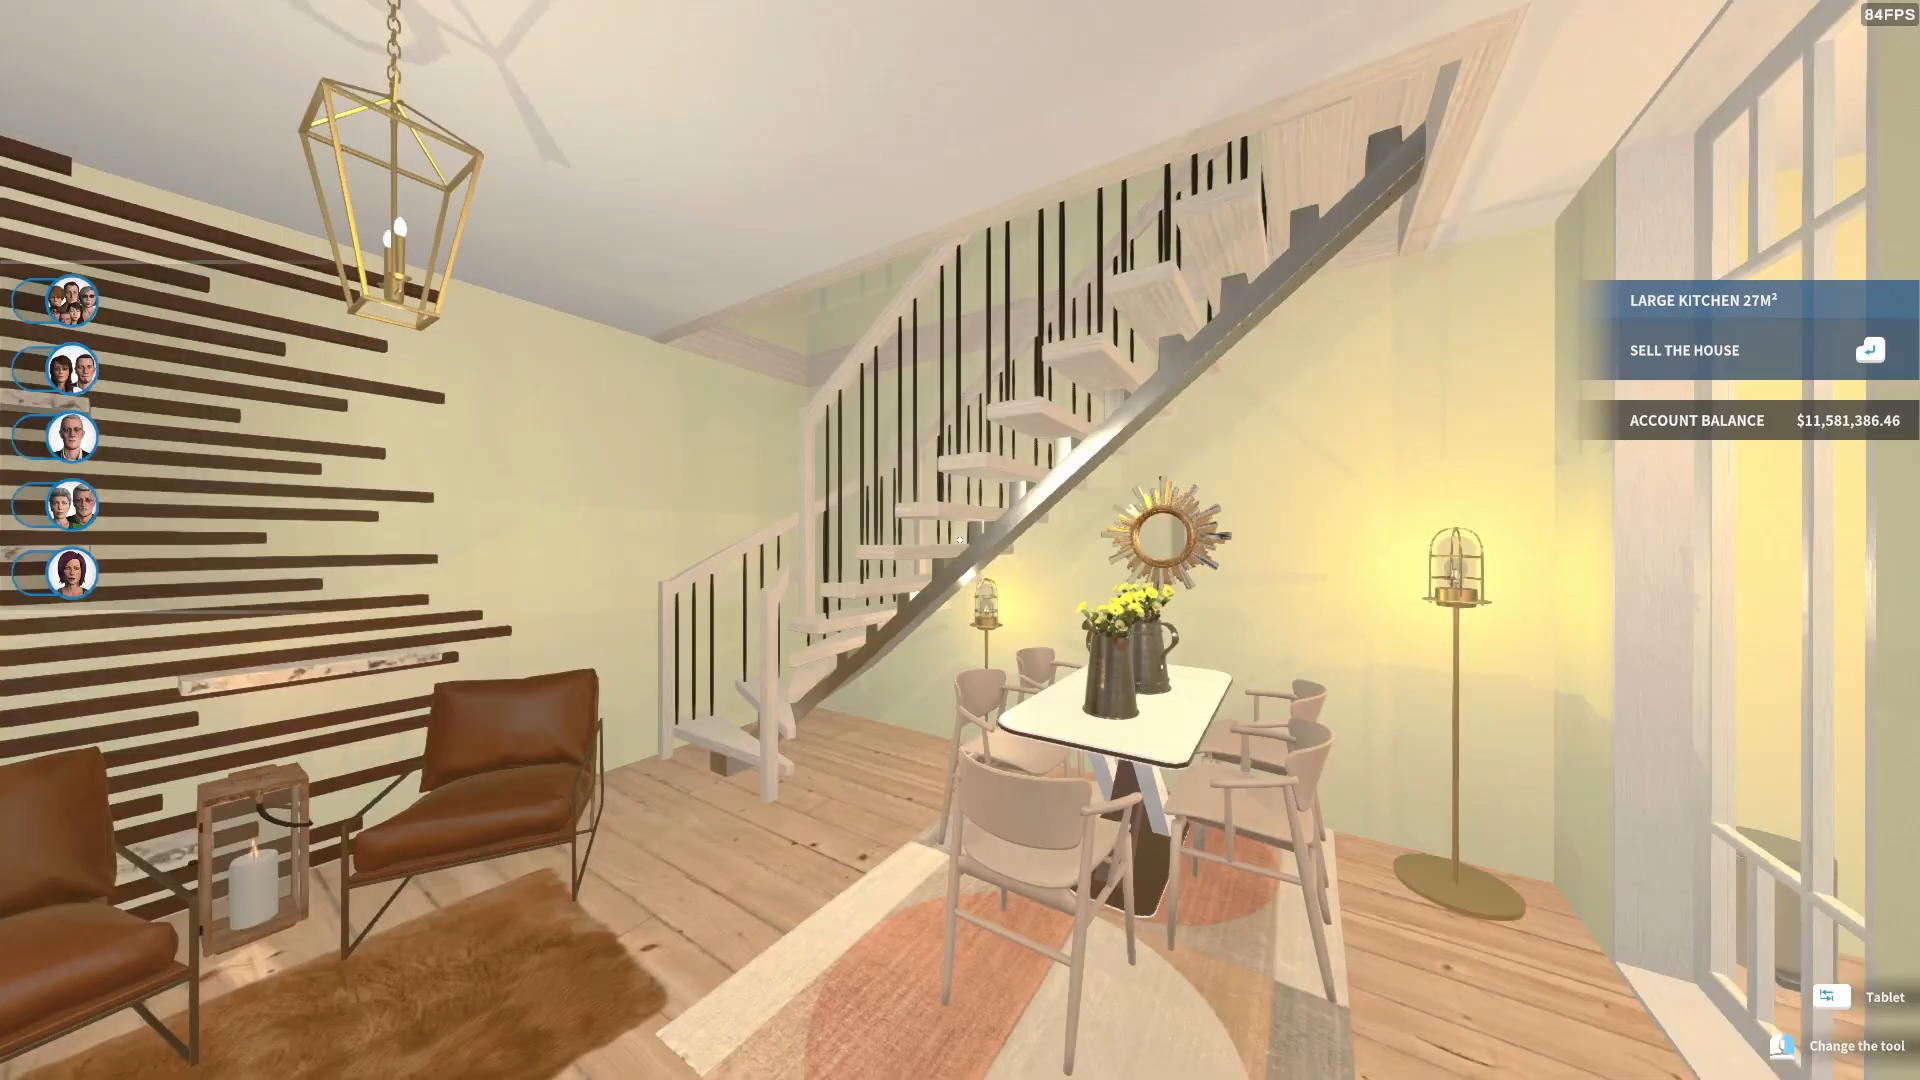 84FPS
LARGE KITCHEN 27M²
SELL THE HOUSE
ACCOUNT BALANCE $11,581,386.46
Tablet
Change the tool